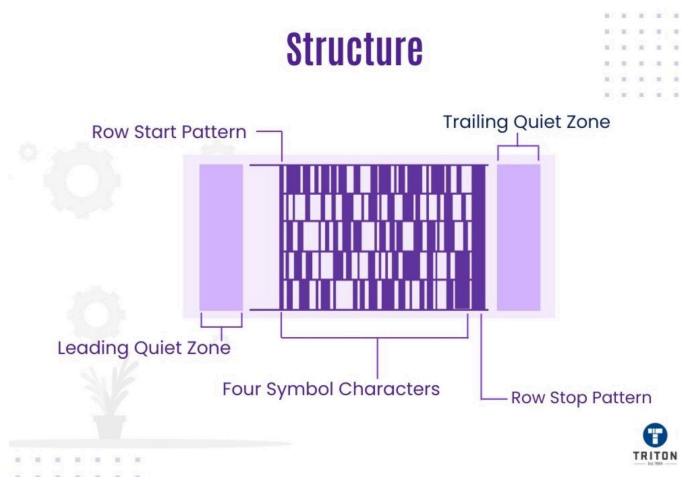 Structure
Row Start Pattern
Trailing Quiet Zone
Leading Quiet Zone
Four Symbol Characters
Row Stop Pattern
TRITON